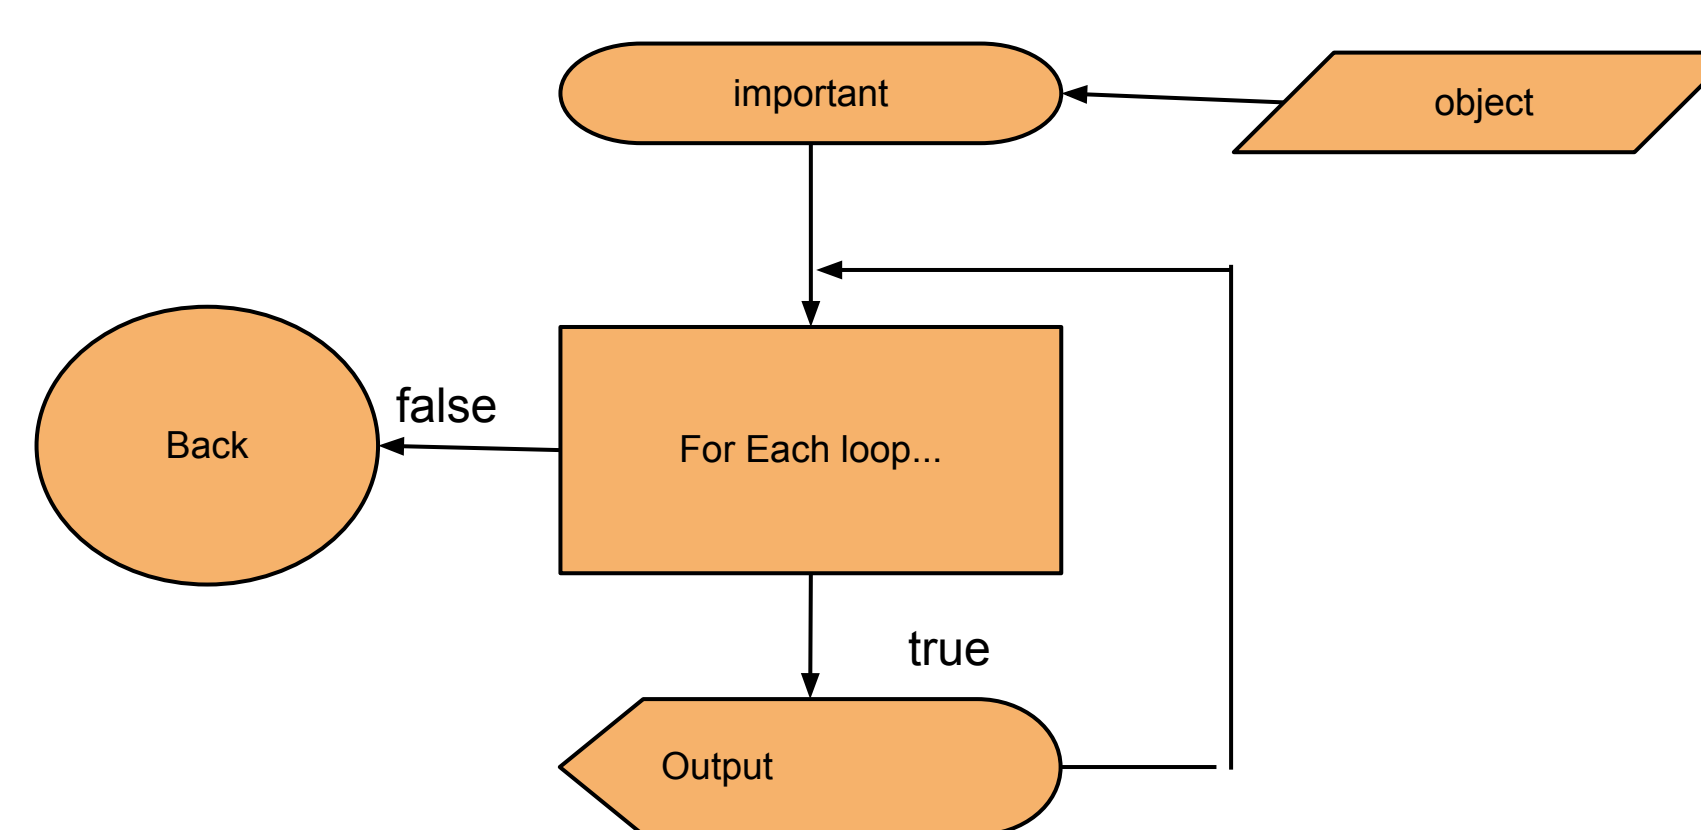 important
object
false
Back
For Each loop...
true
Output